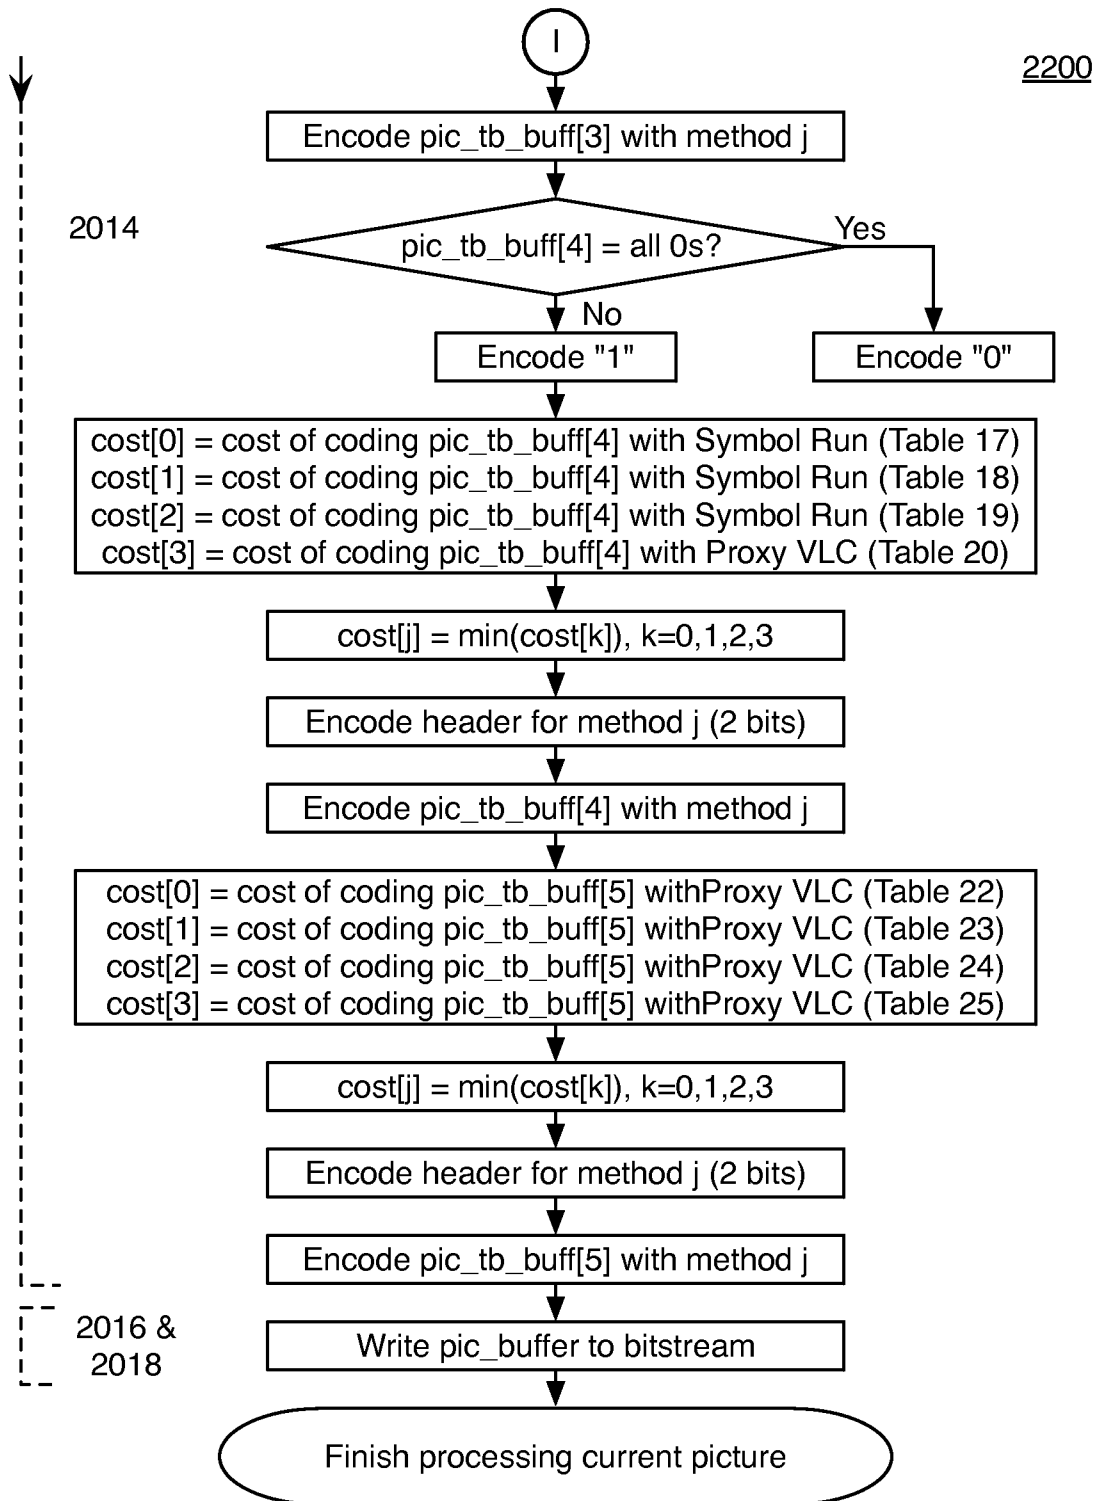 I
2200
Encode pic_tb_buff[3] with method j
2014
pic_tb_buff[4] = all 0s?
Yes
No
Encode "1"
Encode "0"
cost[0] = cost of coding pic_tb_buff[4] with Symbol Run (Table 17)
cost[1] = cost of coding pic_tb_buff[4] with Symbol Run (Table 18)
cost[2] = cost of coding pic_tb_buff[4] with Symbol Run (Table 19)
cost[3] = cost of coding pic_tb_buff[4] with Proxy VLC (Table 20)
cost[j] = min(cost[k]), k=0,1,2,3
Encode header for method j (2 bits)
Encode pic_tb_buff[4] with method j
cost[0] = cost of coding pic_tb_buff[5] withProxy VLC (Table 22)
cost[1] = cost of coding pic_tb_buff[5] withProxy VLC (Table 23)
cost[2] = cost of coding pic_tb_buff[5] withProxy VLC (Table 24)
cost[3] = cost of coding pic_tb_buff[5] withProxy VLC (Table 25)
cost[j] = min(cost[k]), k=0,1,2,3
Encode header for method j (2 bits)
Encode pic_tb_buff[5] with method j
2016 &
2018
Write pic_buffer to bitstream
Finish processing current picture